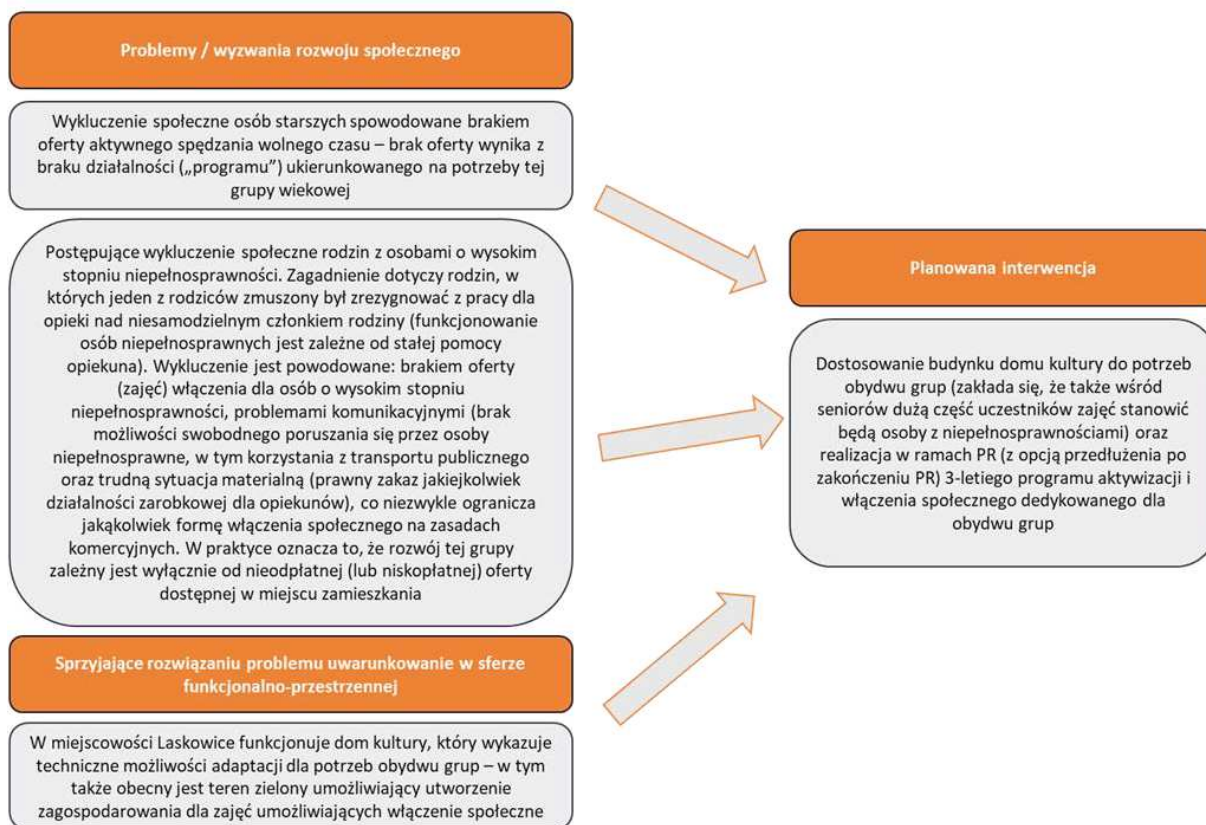 Problemy / wyzwania rozwoju społecznego
Wykluczenie społeczne osób starszych spowodowane brakiem
oferty aktywnego spędzania wolnego czasu – brak oferty wynika z
braku działalności („programu”) ukierunkowanego na potrzeby tej
grupy wiekowej
Postępujące wykluczenie społeczne rodzin z osobami o wysokim
stopniu niepełnosprawności. Zagadnienie dotyczy rodzin, w
których jeden z rodziców zmuszony był zrezygnować z pracy dla
opieki nad niesamodzielnym członkiem rodziny (funkcjonowanie
osób niepełnosprawnych jest zależne od stałej pomocy
opiekuna). Wykluczenie jest powodowane: brakiem oferty
(zajęć) włączenia dla osób o wysokim stopniu
niepełnosprawności, problemami komunikacyjnymi (brak
możliwości swobodnego poruszania się przez osoby
niepełnosprawne, w tym korzystania z transportu publicznego
oraz trudną sytuacja materialną (prawny zakaz jakiejkolwiek
działalności zarobkowej dla opiekunów), co niezwykle ogranicza
jakąkolwiek formę włączenia społecznego na zasadach
komercyjnych. W praktyce oznacza to, że rozwój tej grupy
zależny jest wyłącznie od nieodpłatnej (lub niskopłatnej) oferty
dostępnej w miejscu zamieszkania
Sprzyjające rozwiązaniu problemu uwarunkowanie w sferze
funkcjonalno-przestrzennej
W miejscowości Laskowice funkcjonuje dom kultury, który wykazuje
techniczne możliwości adaptacji dla potrzeb obydwu grup – w tym
także obecny jest teren zielony umożliwiający utworzenie
zagospodarowania dla zajęć umożliwiających włączenie społeczne
Planowana interwencja
Dostosowanie budynku domu kultury do potrzeb
obydwu grup (zakłada się, że także wśród
seniorów dużą część uczestników zajęć stanowić
będą osoby z niepełnosprawnościami) oraz
realizacja w ramach PR (z opcją przedłużenia po
zakończeniu PR) 3-letiego programu aktywizacji i
włączenia społecznego dedykowanego dla
obydwu grup